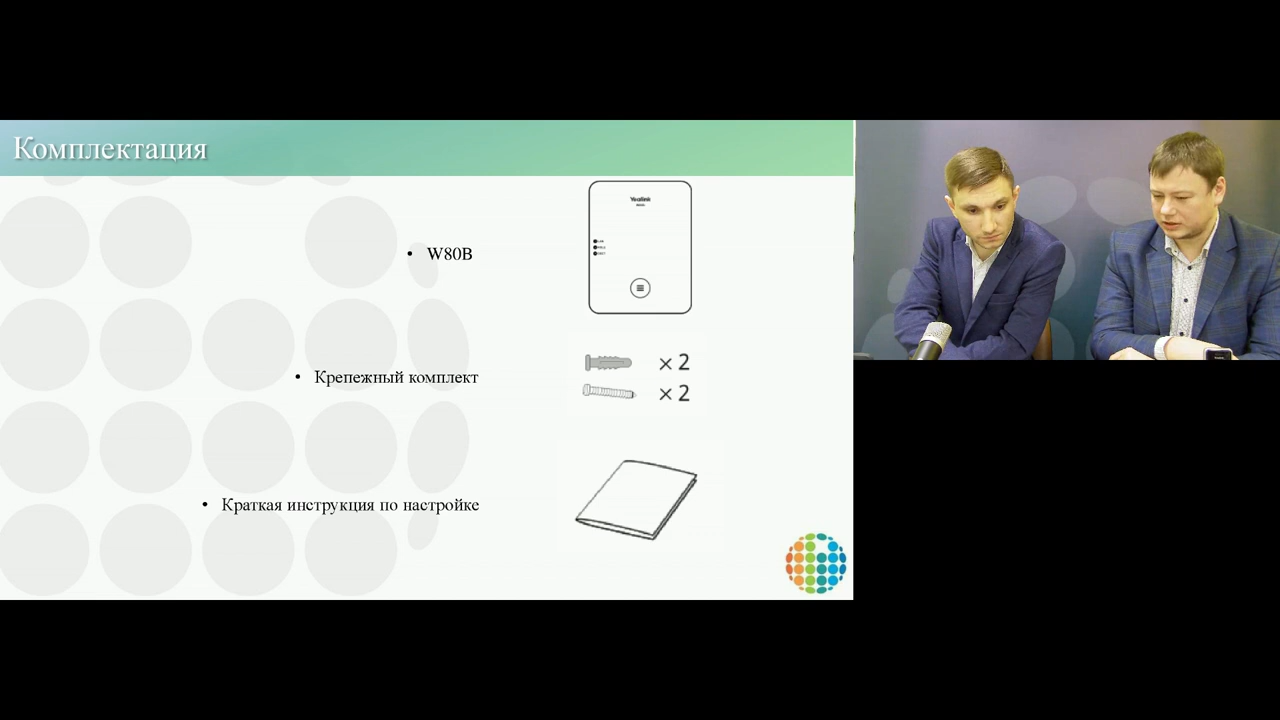 Комплектация
Yealink
• W80B
• Крепежный комплект
× 2
× 2
• Краткая инструкция по настройке